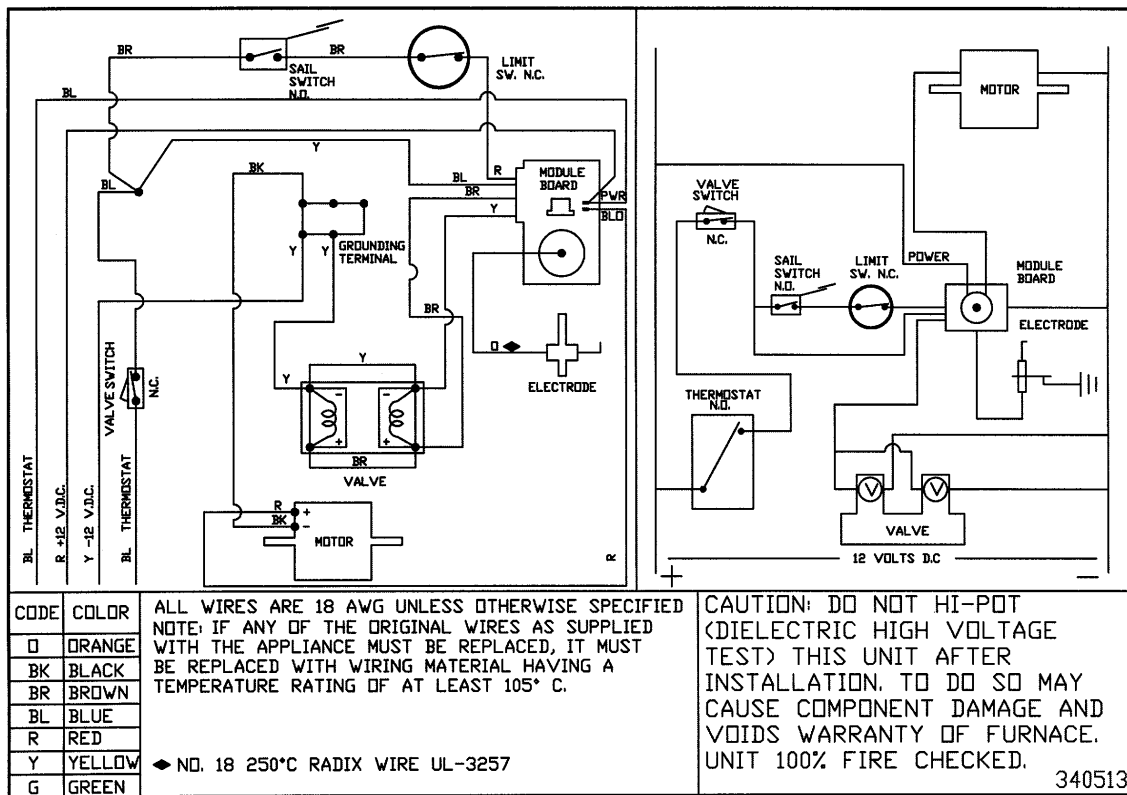 BR
BR
SAIL
SWITCH
N.O.
LIMIT
SW. N.C.
BL
Y
BK
BL
R
BL
BR
Y
MODULE
BOARD
PWR
BLO
GROUNDING
TERMINAL
Y
Y
BR
O
ELECTRODE
VALVE SWITCH
N.C.
Y
Y
-
-
+
+
BR
VALVE
R
BK
+
-
MOTOR
R
BL THERMOSTAT
R +12 V.D.C.
Y -12 V.D.C.
BL THERMOSTAT
MOTOR
VALVE
SWITCH
N.C.
SAIL
SWITCH
N.O.
LIMIT
SW. N.C.
POWER
MODULE
BOARD
ELECTRODE
THERMOSTAT
N.O.
V
V
VALVE
12 VOLTS D.C
+
-
CODE COLOR
O ORANGE
BK BLACK
BR BROWN
BL BLUE
R RED
Y YELLOW
G GREEN
ALL WIRES ARE 18 AWG UNLESS OTHERWISE SPECIFIED
NOTE: IF ANY OF THE ORIGINAL WIRES AS SUPPLIED
WITH THE APPLIANCE MUST BE REPLACED, IT MUST
BE REPLACED WITH WIRING MATERIAL HAVING A
TEMPERATURE RATING OF AT LEAST 105° C.
◆ NO. 18 250°C RADIX WIRE UL-3257
CAUTION: DO NOT HI-POT
(DIELECTRIC HIGH VOLTAGE
TEST) THIS UNIT AFTER
INSTALLATION. TO DO SO MAY
CAUSE COMPONENT DAMAGE AND
VOIDS WARRANTY OF FURNACE.
UNIT 100% FIRE CHECKED.
340513